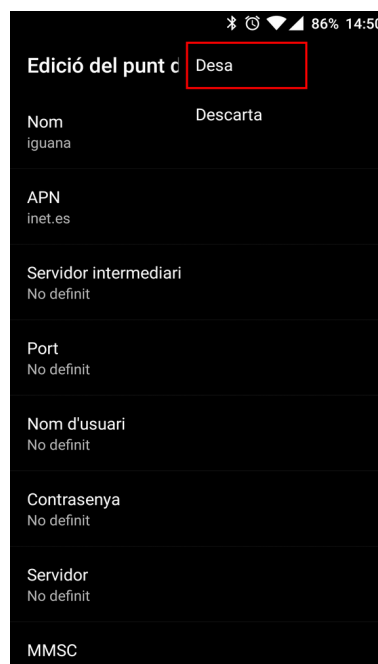 86% 14:50
Edició del punt d
Desa
Descarta
Nom
iguana
APN
inet.es
Servidor intermediari
No definit
Port
No definit
Nom d'usuari
No definit
Contrasenya
No definit
Servidor
No definit
MMSC